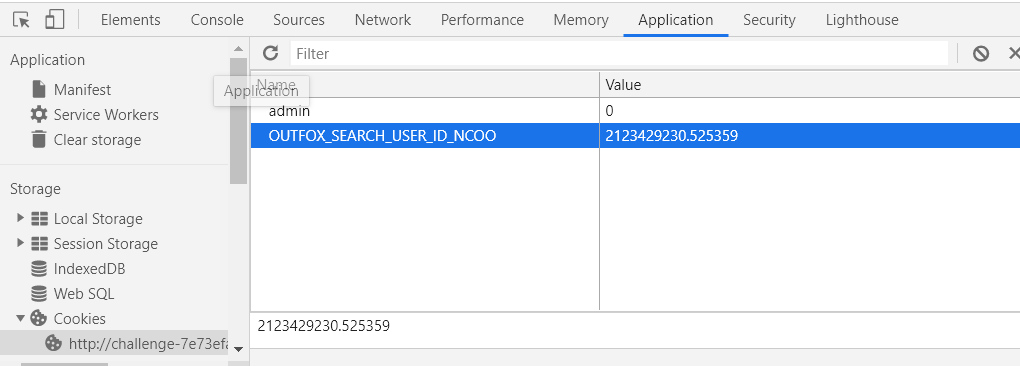 Elements Console Sources Network Performance Memory Application Security Lighthouse
Application
Manifest
Service Workers
Clear storage
Storage
Local Storage
Session Storage
IndexedDB
Web SQL
Cookies
http://challenge-7e73efa
Filter
Application
Name Value
admin 0
OUTFOX_SEARCH_USER_ID_NCOO 2123429230.525359
2123429230.525359